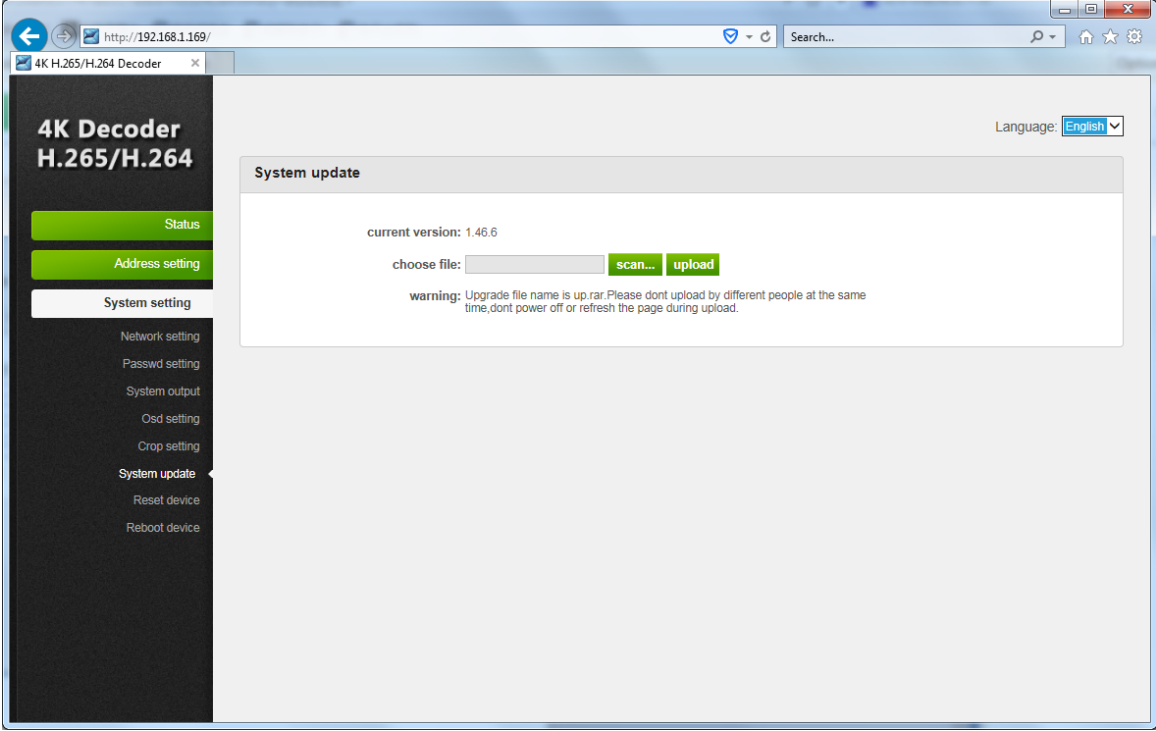 http://192.168.1.169/
Search...
4K H.265/H.264 Decoder
4K Decoder
H.265/H.264
Language: English
Status
Address setting
System setting
Network setting
Passwd setting
System output
Osd setting
Crop setting
System update
Reset device
Reboot device
System update
current version: 1.46.6
choose file: scan... upload
warning: Upgrade file name is up.rar.Please dont upload by different people at the same
time,dont power off or refresh the page during upload.